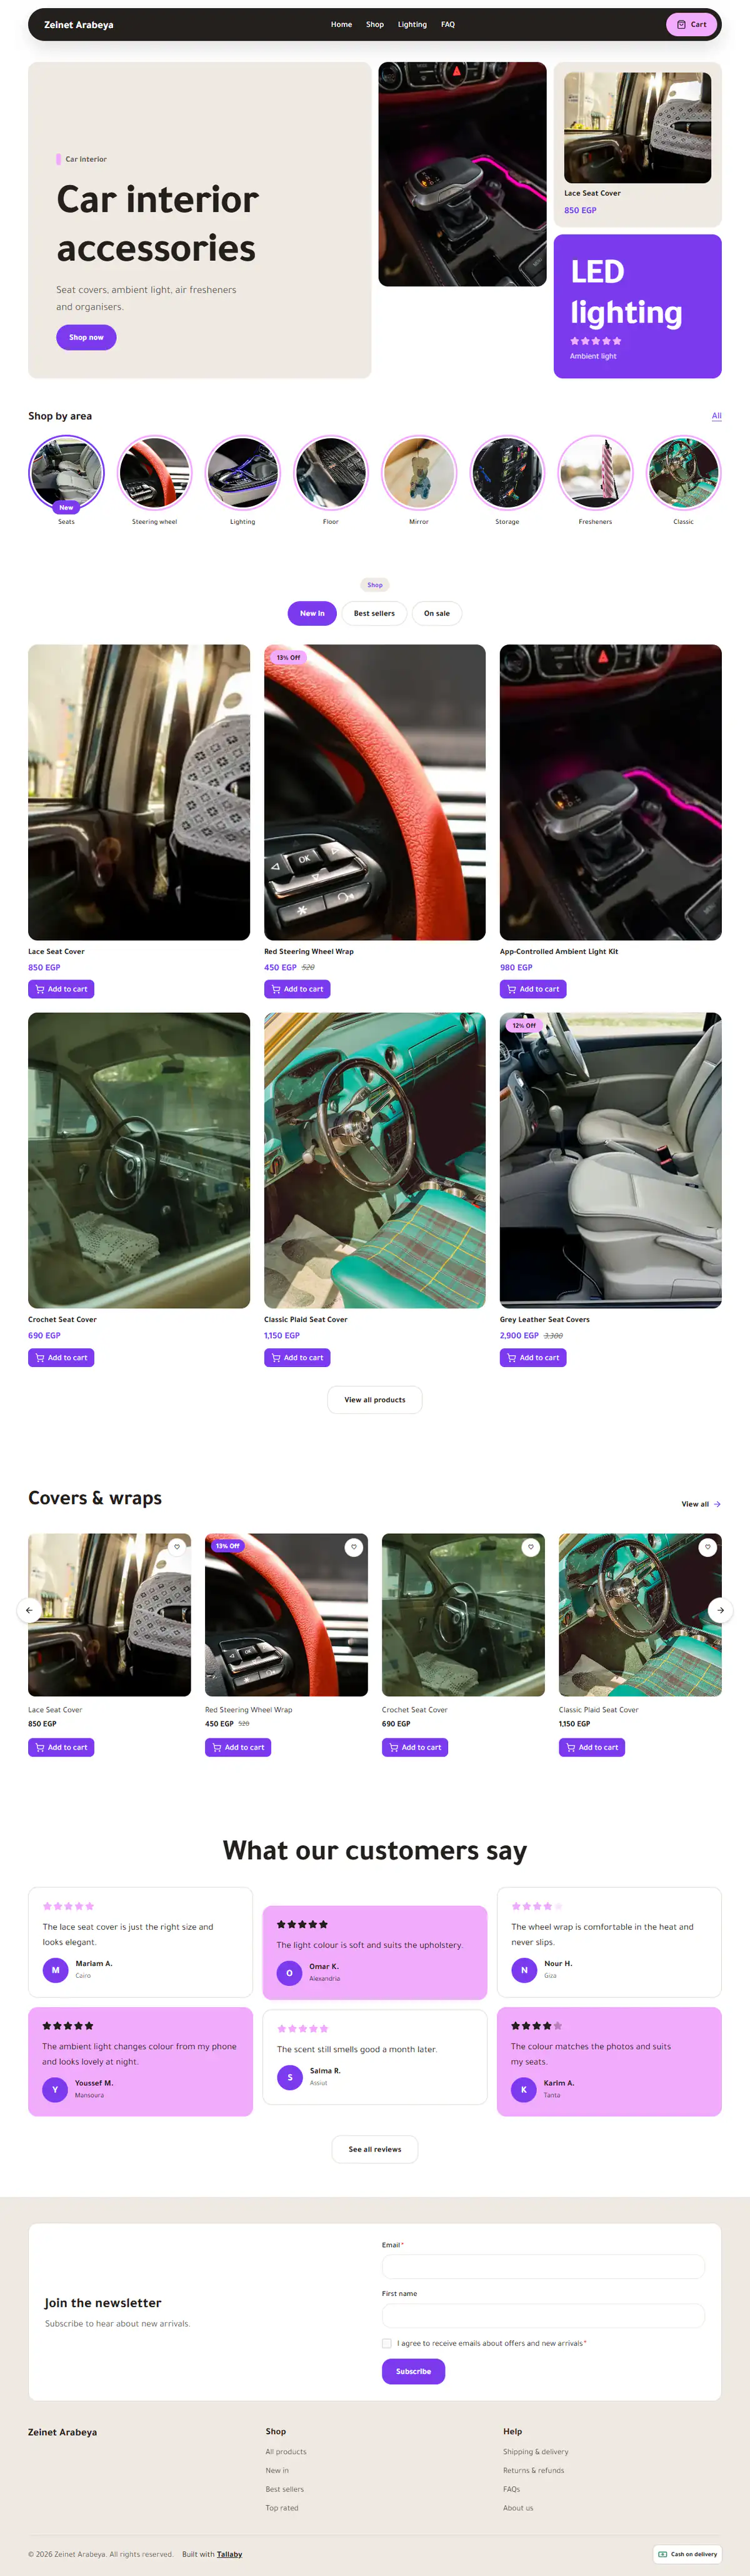 Zeinet Arabeya
Home
Shop
Lighting
FAQ
Cart
Car interior
Car interior
accessories
Seat covers, ambient light, air fresheners
and organisers.
Shop now
Lace Seat Cover
850 EGP
LED
lighting
Ambient light
Shop by area
All
New
Seats
Steering wheel
Lighting
Floor
Mirror
Storage
Fresheners
Classic
Shop
New in
Best sellers
On sale
13% Off
OK
Lace Seat Cover
850 EGP
Add to cart
Red Steering Wheel Wrap
450 EGP 520
Add to cart
App-Controlled Ambient Light Kit
980 EGP
Add to cart
12% Off
Crochet Seat Cover
690 EGP
Add to cart
Classic Plaid Seat Cover
1,150 EGP
Add to cart
Grey Leather Seat Covers
2,900 EGP 3,300
Add to cart
View all products
Covers & wraps
View all
13% Off
OK
Lace Seat Cover
850 EGP
Add to cart
Red Steering Wheel Wrap
450 EGP 520
Add to cart
Crochet Seat Cover
690 EGP
Add to cart
Classic Plaid Seat Cover
1,150 EGP
Add to cart
What our customers say
The lace seat cover is just the right size and
looks elegant.
M
Mariam A.
Cairo
The light colour is soft and suits the upholstery.
O
Omar K.
Alexandria
The wheel wrap is comfortable in the heat and
never slips.
N
Nour H.
Giza
The ambient light changes colour from my phone
and looks lovely at night.
Y
Youssef M.
Mansoura
The scent still smells good a month later.
S
Salma R.
Assiut
The colour matches the photos and suits
my seats.
K
Karim A.
Tanta
See all reviews
Join the newsletter
Subscribe to hear about new arrivals.
Email*
First name
I agree to receive emails about offers and new arrivals*
Subscribe
Zeinet Arabeya
Shop
All products
New in
Best sellers
Top rated
Help
Shipping & delivery
Returns & refunds
FAQs
About us
© 2026 Zeinet Arabeya. All rights reserved.
Built with Tallaby
Cash on delivery